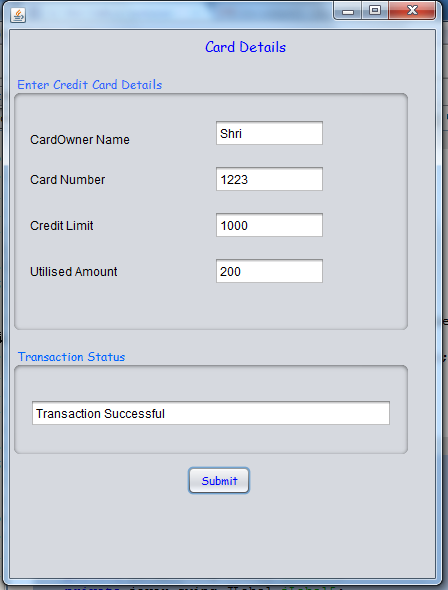 Card Details
Enter Credit Card Details
CardOwner Name Shri
Card Number 1223
Credit Limit 1000
Utilised Amount 200
Transaction Status
Transaction Successful
Submit